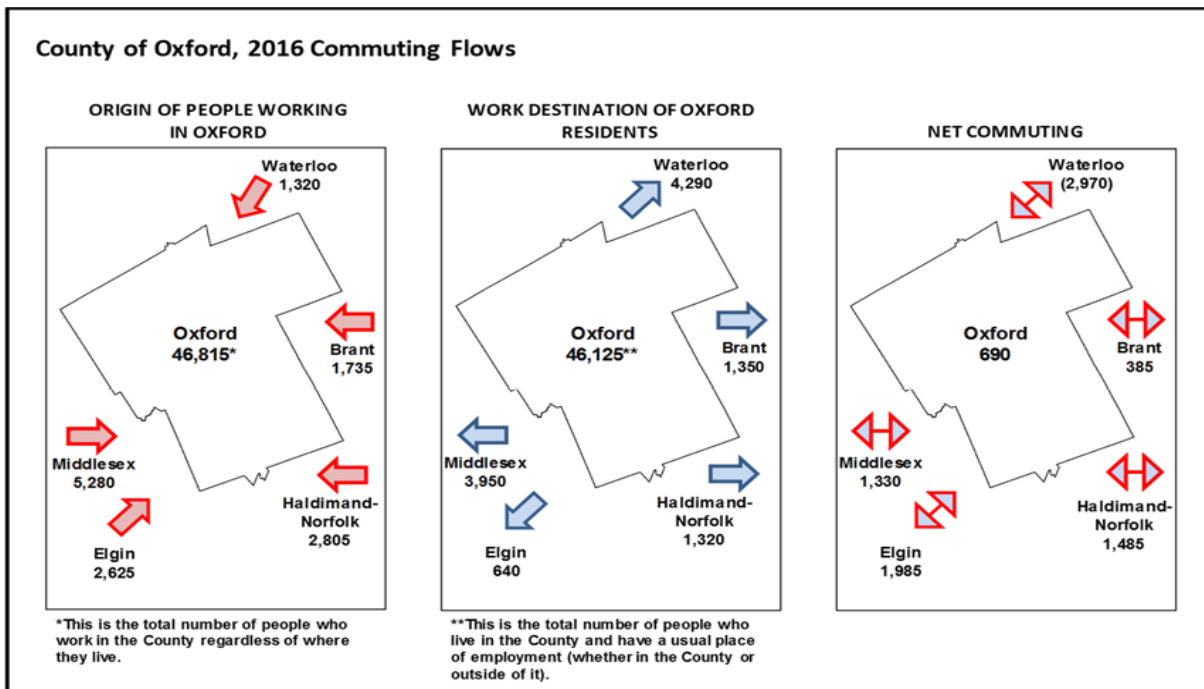 County of Oxford, 2016 Commuting Flows
ORIGIN OF PEOPLE WORKING
IN OXFORD
Waterloo
1,320
Oxford
46,815*
Brant
1,735
Middlesex
5,280
Haldimand-
Norfolk
2,805
Elgin
2,625
*This is the total number of people who
work in the County regardless of where
they live.
WORK DESTINATION OF OXFORD
RESIDENTS
Waterloo
4,290
Oxford
46,125**
Brant
1,350
Middlesex
3,950
Haldimand-
Norfolk
1,320
Elgin
640
**This is the total number of people who
live in the County and have a usual place
of employment (whether in the County or
outside of it).
NET COMMUTING
Waterloo
(2,970)
Oxford
690
Brant
385
Middlesex
1,330
Haldimand-
Norfolk
1,485
Elgin
1,985